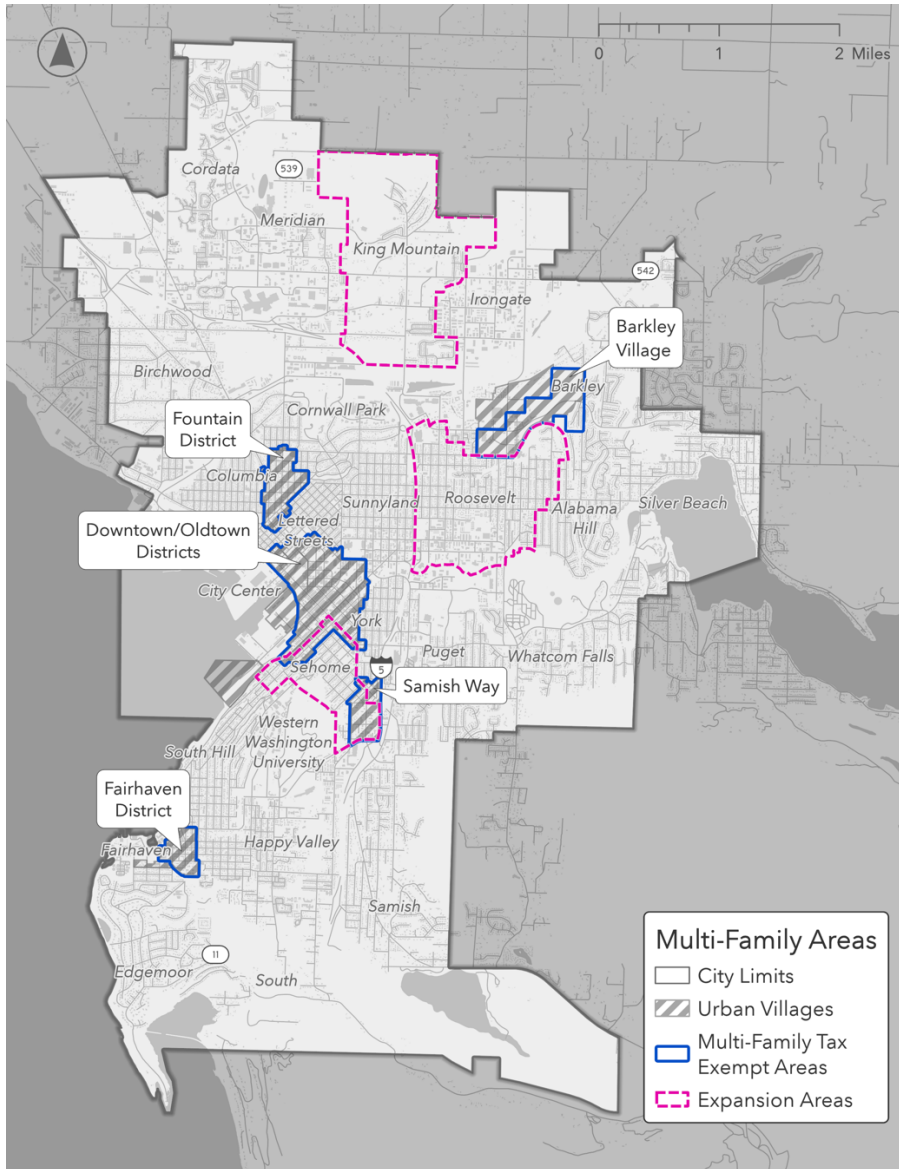 0 1 2 Miles
Cordata
539
Meridian
King Mountain
542
Irongate
Barkley
Village
Birchwood
Barkley
Cornwall Park
Fountain
District
Columbia
Sunnyland
Roosevelt
Alabama
Hill
Silver Beach
Lettered
Streets
Downtown/Oldtown
Districts
City Center
York
Puget
Whatcom Falls
Sehome
5
Samish Way
Western
Washington
University
South Hill
Fairhaven
District
Fairhaven
Happy Valley
Samish
11
Edgemoor
South
Multi-Family Areas
City Limits
Urban Villages
Multi-Family Tax
Exempt Areas
Expansion Areas